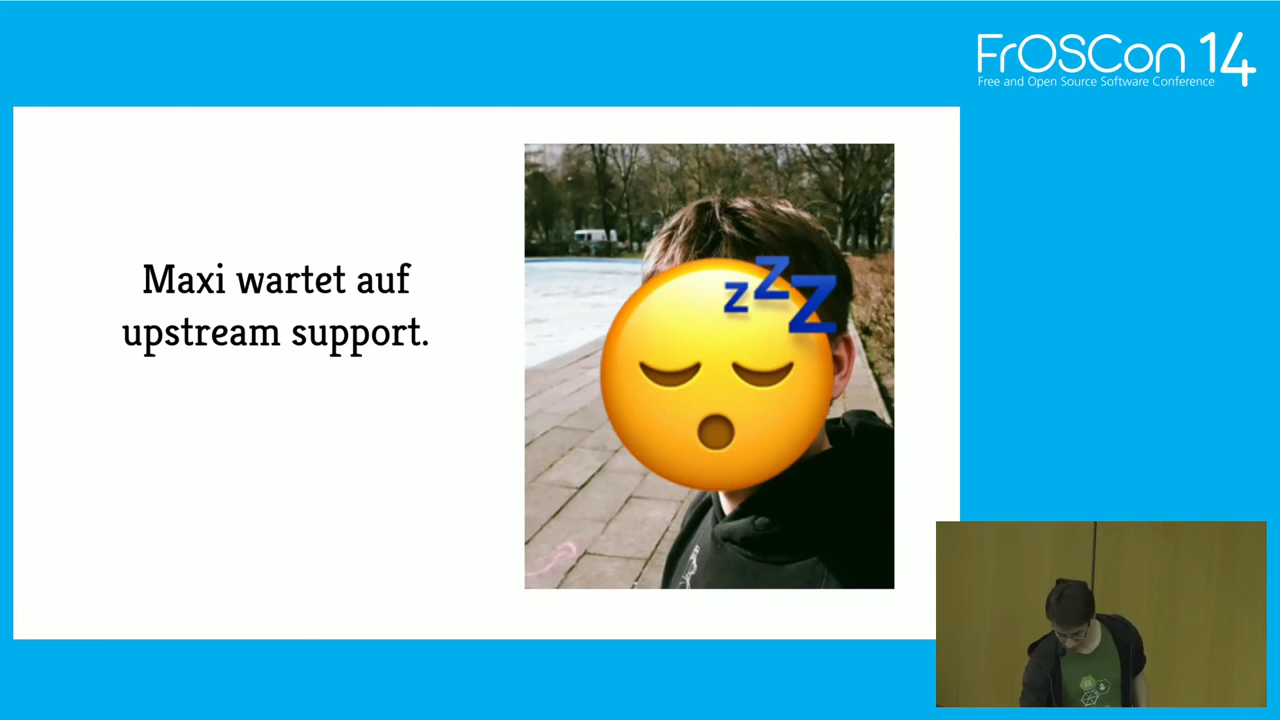 FrOSCon 14
Free and Open Source Software Conference
Maxi wartet auf
upstream support.
z z z